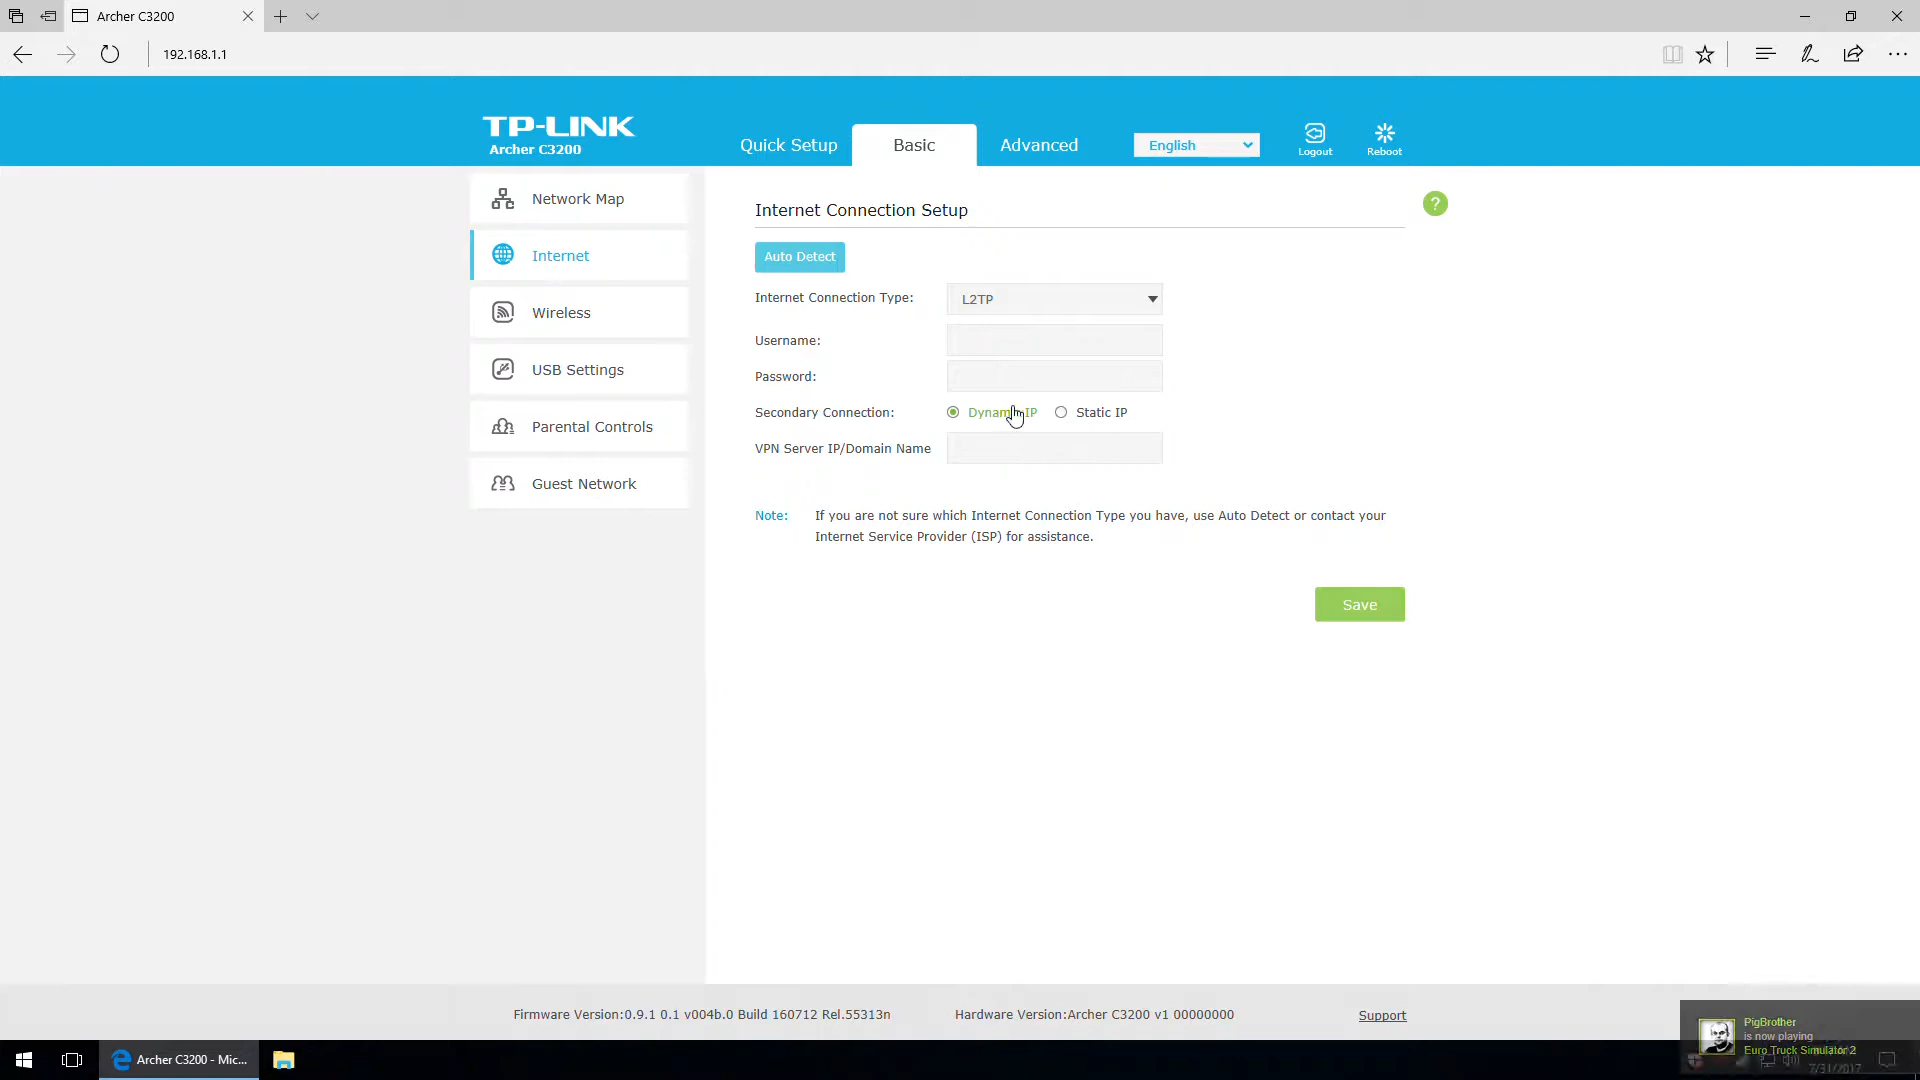 Archer C3200
192.168.1.1
TP-LINK
Archer C3200
Quick Setup
Basic
Advanced
English
Logout
Reboot
Network Map
Internet
Wireless
USB Settings
Parental Controls
Guest Network
Internet Connection Setup
?
Auto Detect
Internet Connection Type:
L2TP
Username:
Password:
Secondary Connection:
Dynamic IP
Static IP
VPN Server IP/Domain Name
Note:
If you are not sure which Internet Connection Type you have, use Auto Detect or contact your
Internet Service Provider (ISP) for assistance.
Save
Firmware Version:0.9.1 0.1 v004b.0 Build 160712 Rel.55313n
Hardware Version:Archer C3200 v1 00000000
Support
PigBrother
is now playing
Euro Truck Simulator 2
Archer C3200 - Mic...
7/31/2017